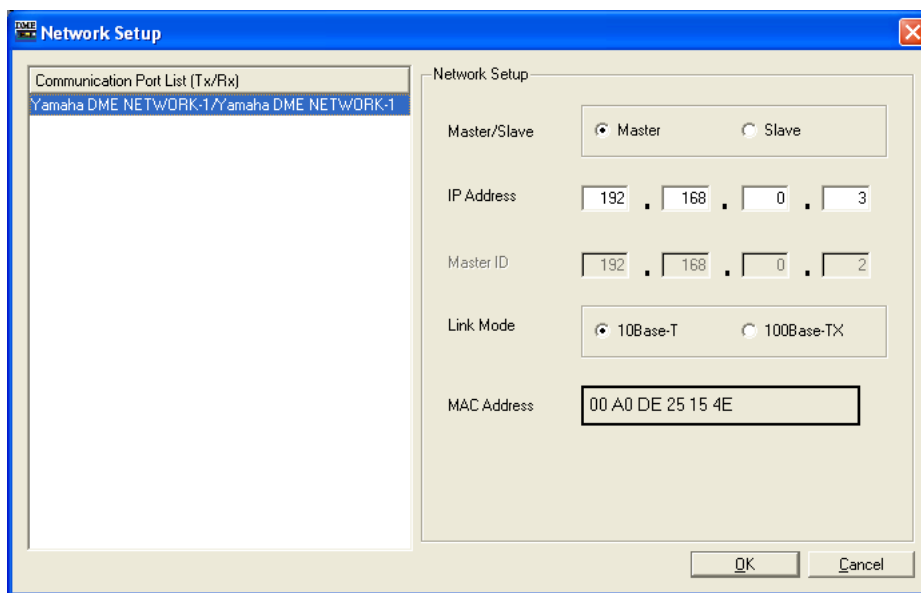 DME Network Setup
Communication Port List (Tx/Rx)
Yamaha DME NETWORK-1/Yamaha DME NETWORK-1
Network Setup
Master/Slave Master Slave
IP Address 192 . 168 . 0 . 3
Master ID 192 . 168 . 0 . 2
Link Mode 10Base-T 100Base-TX
MAC Address 00 A0 DE 25 15 4E
OK Cancel